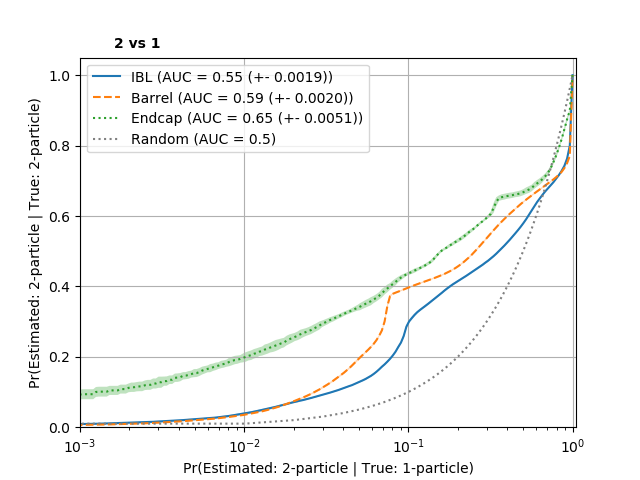 2 vs 1
IBL (AUC = 0.55 (+- 0.0019))
Barrel (AUC = 0.59 (+- 0.0020))
Endcap (AUC = 0.65 (+- 0.0051))
Random (AUC = 0.5)
Pr(Estimated: 2-particle | True: 2-particle)
1.0
0.8
0.6
0.4
0.2
0.0
10⁻³ 10⁻² 10⁻¹ 10⁰
Pr(Estimated: 2-particle | True: 1-particle)